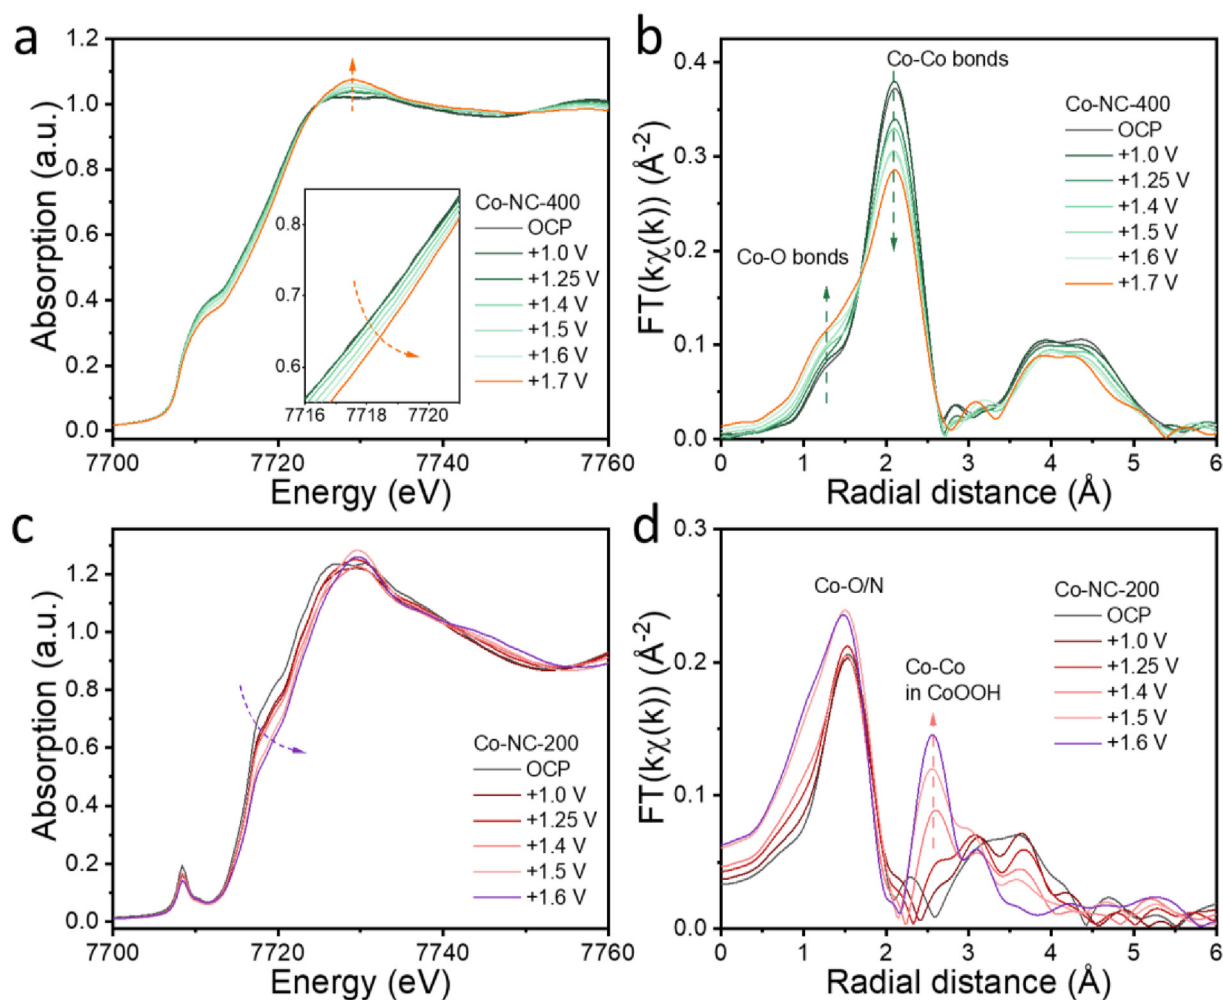 a
1.2
1.0
0.8
0.6
0.4
0.2
0.0
Absorption (a.u.)
0.8
0.7
0.6
7716 7718 7720
Co-NC-400
OCP
+1.0 V
+1.25 V
+1.4 V
+1.5 V
+1.6 V
+1.7 V
7700 7720 7740 7760
Energy (eV)
b
0.4
0.3
0.2
0.1
0.0
FT(kχ(k)) (Å-2)
Co-Co bonds
Co-O bonds
Co-NC-400
OCP
+1.0 V
+1.25 V
+1.4 V
+1.5 V
+1.6 V
+1.7 V
0 1 2 3 4 5 6
Radial distance (Å)
c
1.2
1.0
0.8
0.6
0.4
0.2
0.0
Absorption (a.u.)
Co-NC-200
OCP
+1.0 V
+1.25 V
+1.4 V
+1.5 V
+1.6 V
7700 7720 7740 7760
Energy (eV)
d
0.3
0.2
0.1
0.0
FT(kχ(k)) (Å-2)
Co-O/N
Co-Co
in CoOOH
Co-NC-200
OCP
+1.0 V
+1.25 V
+1.4 V
+1.5 V
+1.6 V
0 1 2 3 4 5 6
Radial distance (Å)